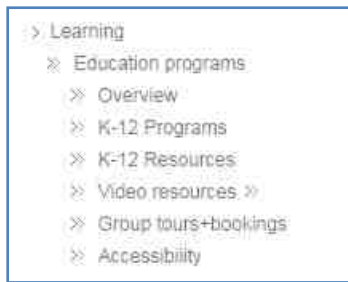 > Learning
» Education programs
» Overview
» K-12 Programs
» K-12 Resources
» Video resources »
» Group tours+bookings
» Accessibility